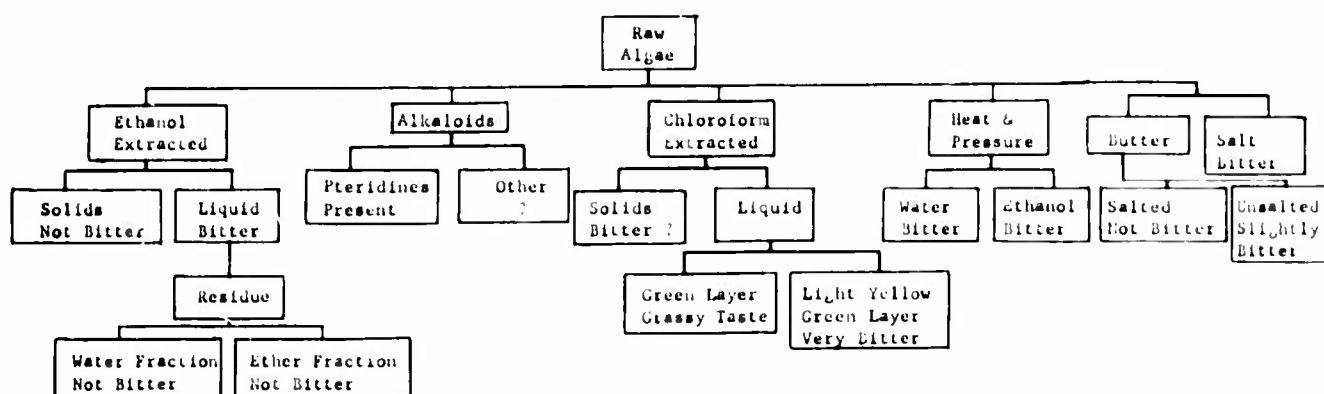 Raw
Algae
Ethanol
Extracted
Alkaloids
Chloroform
Extracted
Heat &
Pressure
Butter
Salt
Bitter
Solids
Not Bitter
Liquid
Bitter
Pteridines
Present
Other
?
Solids
Bitter ?
Liquid
Water
Bitter
Ethanol
Bitter
Salted
Not Bitter
Unsalted
Slightly
Bitter
Residue
Green Layer
Grassy Taste
Light Yellow
Green Layer
Very Bitter
Water Fraction
Not Bitter
Ether Fraction
Not Bitter